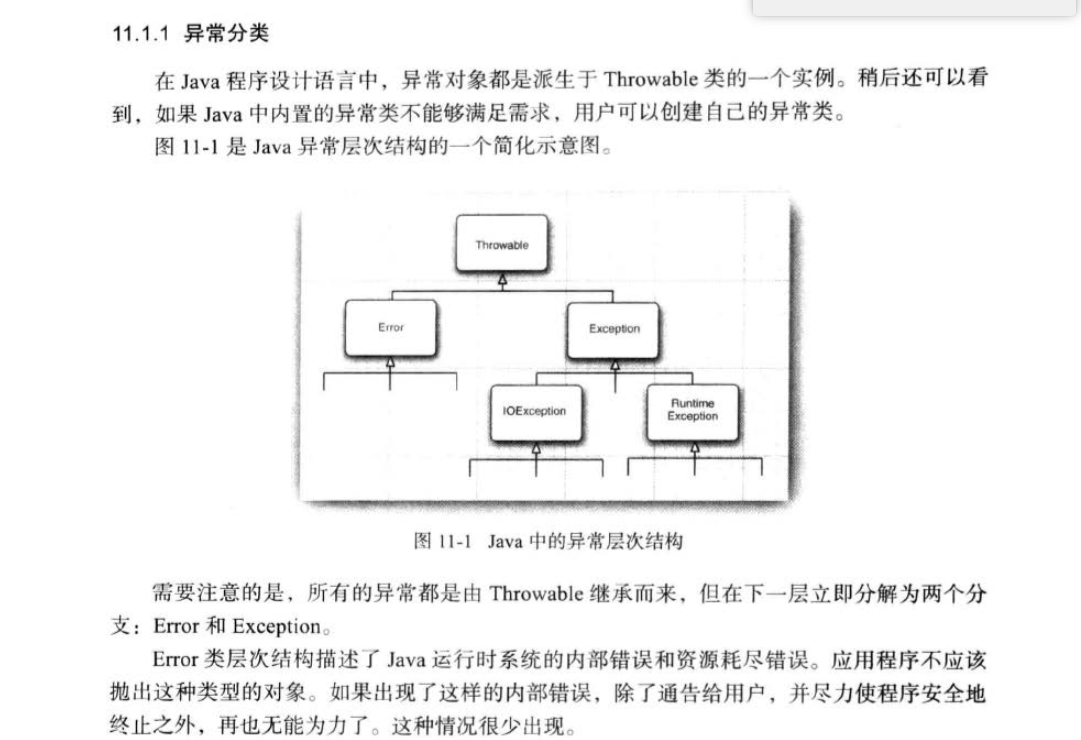 11.1.1 异常分类
在 Java 程序设计语言中，异常对象都是派生于 Throwable 类的一个实例。稍后还可以看
到，如果 Java 中内置的异常类不能够满足需求，用户可以创建自己的异常类。
图 11-1 是 Java 异常层次结构的一个简化示意图。
Throwable
Error
Exception
IOException
Runtime
Exception
图 11-1 Java 中的异常层次结构
需要注意的是，所有的异常都是由 Throwable 继承而来，但在下一层立即分解为两个分
支：Error 和 Exception。
Error 类层次结构描述了 Java 运行时系统的内部错误和资源耗尽错误。应用程序不应该
抛出这种类型的对象。如果出现了这样的内部错误，除了通告给用户，并尽力使程序安全地
终止之外，再也无能为力了。这种情况很少出现。